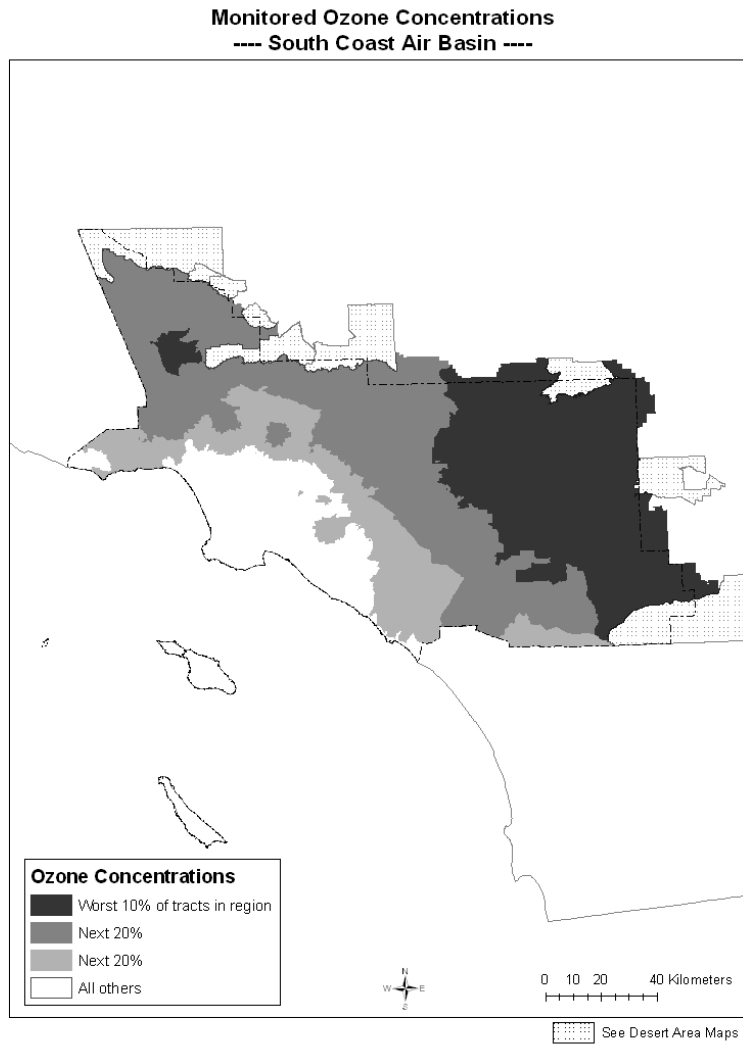 Monitored Ozone Concentrations
---- South Coast Air Basin ----
Ozone Concentrations
Worst 10% of tracts in region
Next 20%
Next 20%
All others
N
W E
S
0 10 20 40 Kilometers
See Desert Area Maps